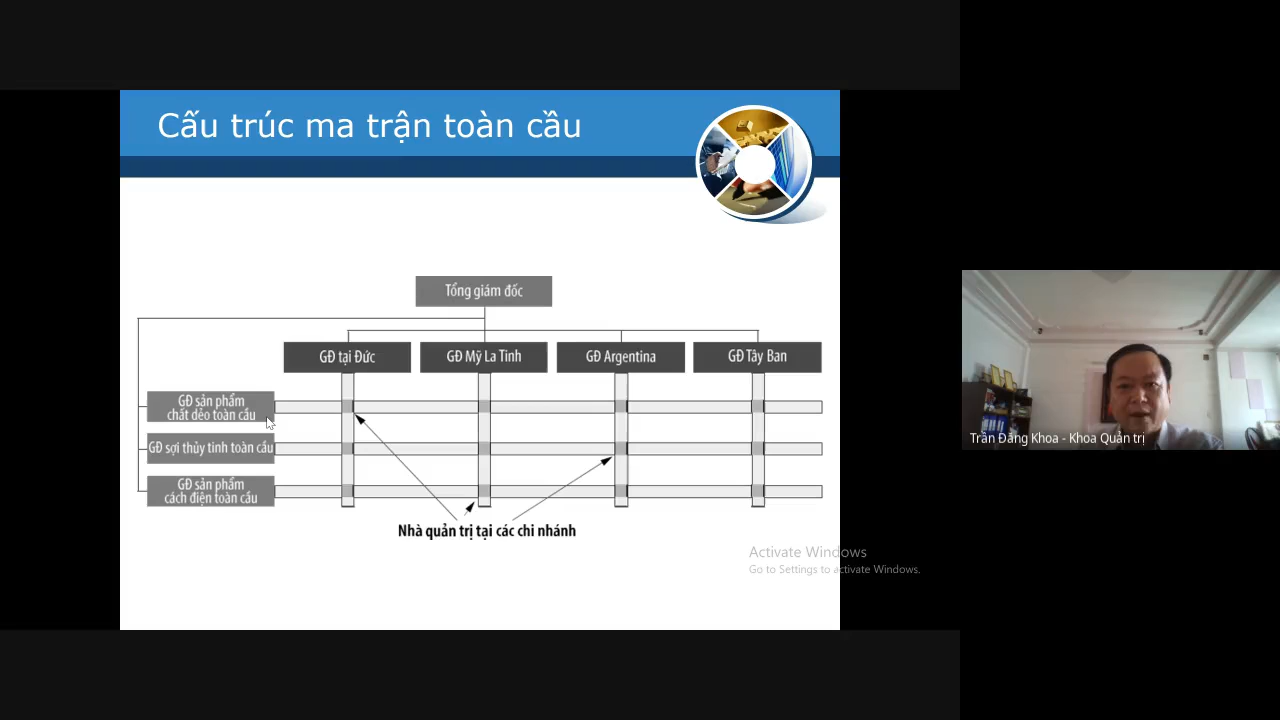 Cấu trúc ma trận toàn cầu
Tổng giám đốc
GĐ tại Đức
GĐ Mỹ La Tinh
GĐ Argentina
GĐ Tây Ban
GĐ sản phẩm
chất dẻo toàn cầu
GĐ sợi thủy tinh toàn cầu
GĐ sản phẩm
cách điện toàn cầu
Nhà quản trị tại các chi nhánh
Trần Đăng Khoa - Khoa Quản trị
Activate Windows
Go to Settings to activate Windows.